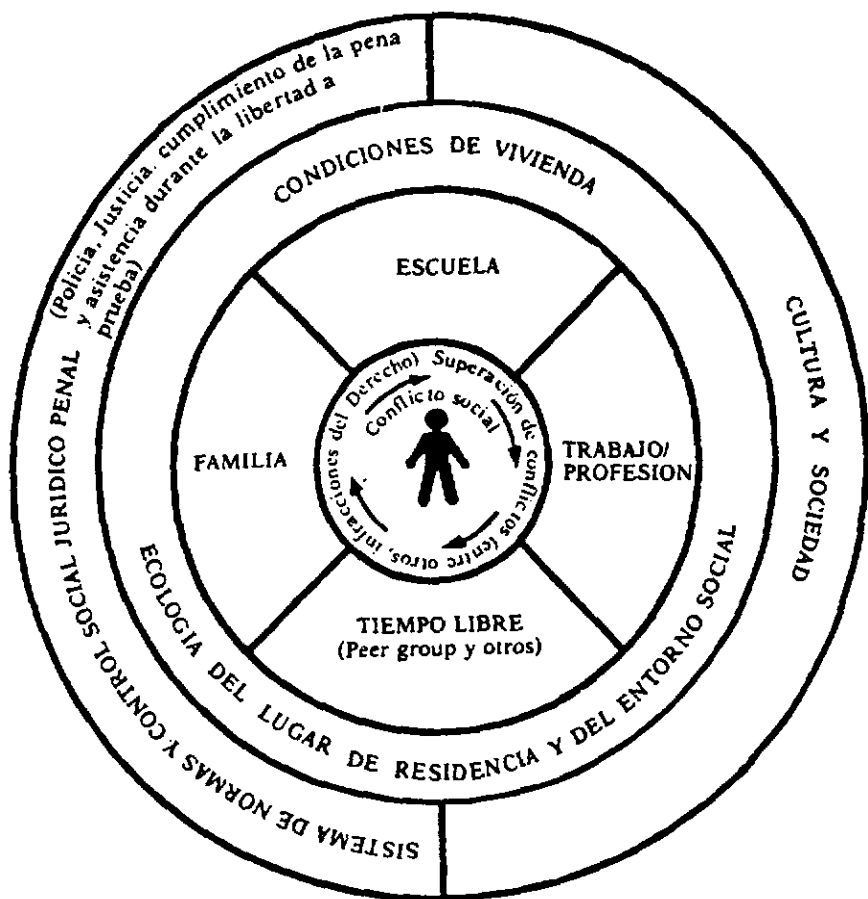 SISTEMA DE NORMAS Y CONTROL SOCIAL JURIDICO PENAL
(Policia, Justicia, cumplimiento de la pena
y asistencia durante la libertad a
prueba)
CULTURA Y SOCIEDAD
CONDICIONES DE VIVIENDA
ECOLOGIA DEL LUGAR DE RESIDENCIA Y DEL ENTORNO SOCIAL
ESCUELA
FAMILIA
TRABAJO/
PROFESION
TIEMPO LIBRE
(Peer group y otros)
Superación de conflictos (entre otros, infracciones del Derecho)
Conflicto social